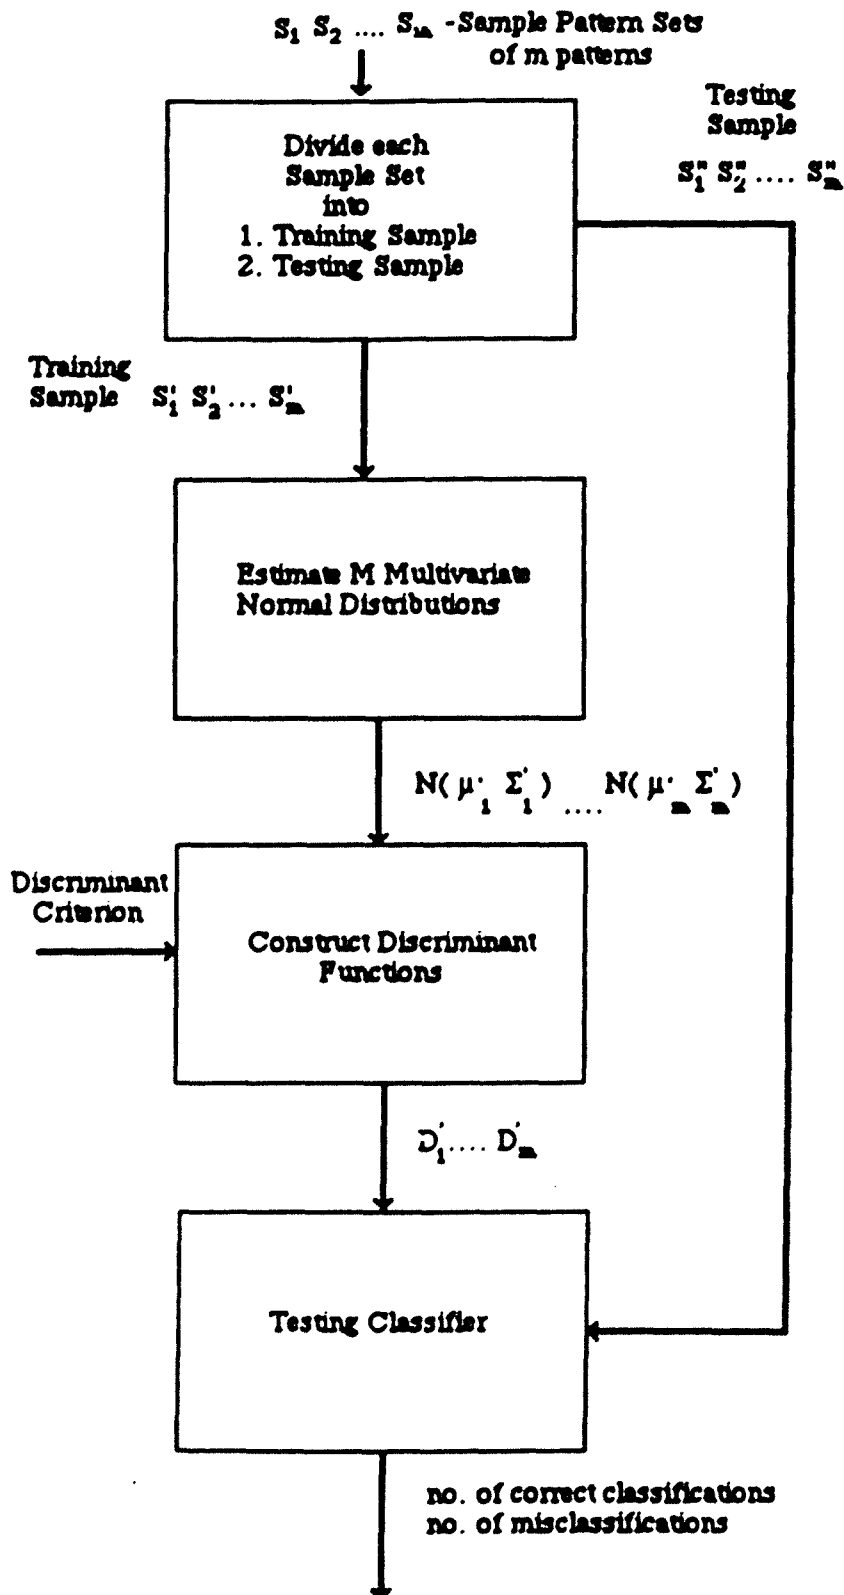 S₁ S₂ .... Sₘ -Sample Pattern Sets
of m patterns
Testing
Sample
S₁" S₂" .... Sₘ"
Divide each
Sample Set
into
1. Training Sample
2. Testing Sample
Training
Sample S₁' S₂' ... Sₘ'
Estimate M Multivariate
Normal Distributions
N( μ'₁ Σ'₁ ) .... N( μ'ₘ Σ'ₘ )
Discriminant
Criterion
Construct Discriminant
Functions
D₁' .... Dₘ'
Testing Classifier
no. of correct classifications
no. of misclassifications